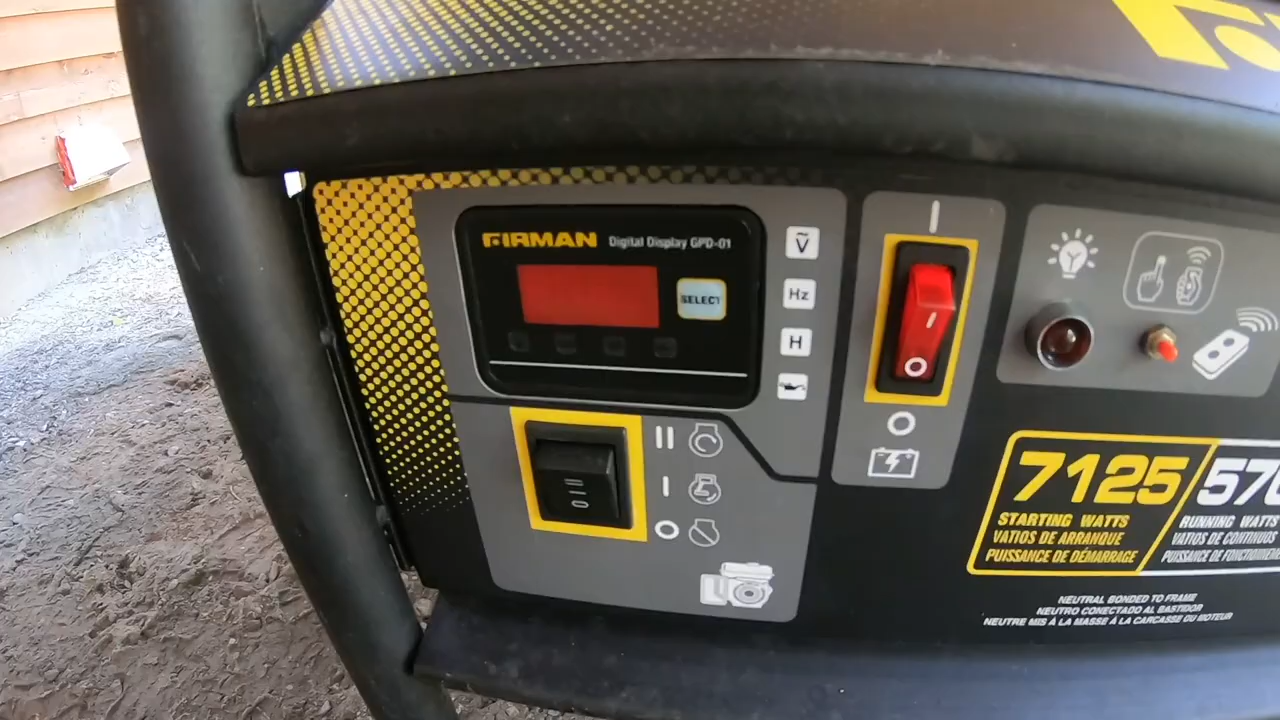 FIRMAN Digital Display GPD-01
SELECT
V
Hz
H
II
I
O
I
O
O
7125
STARTING WATTS
VATIOS DE ARRANQUE
PUISSANCE DE DÉMARRAGE
570
RUNNING WATTS
VATIOS DE CONTINUOS
PUISSANCE DE FONCTIONNEME
NEUTRAL BONDED TO FRAME
NEUTRO CONECTADO AL BASTIDOR
NEUTRE MIS À LA MASSE À LA CARCASSE DU MOTEUR